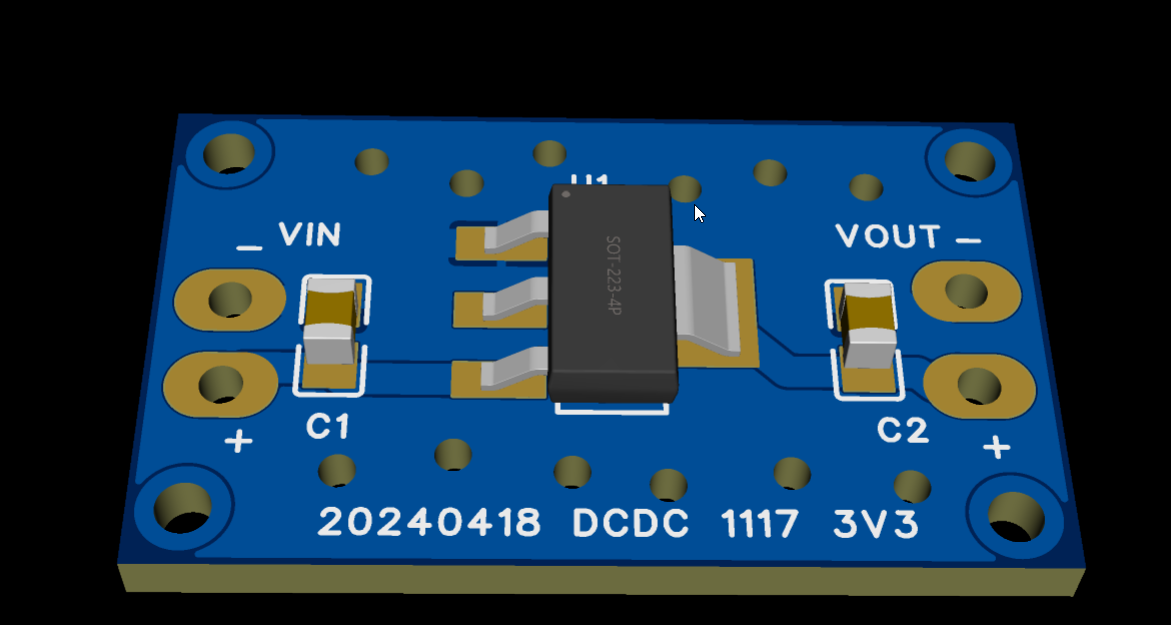 U1
VIN
VOUT
−
−
SOT-223-4P
C1
C2
+
+
20240418 DCDC 1117 3V3